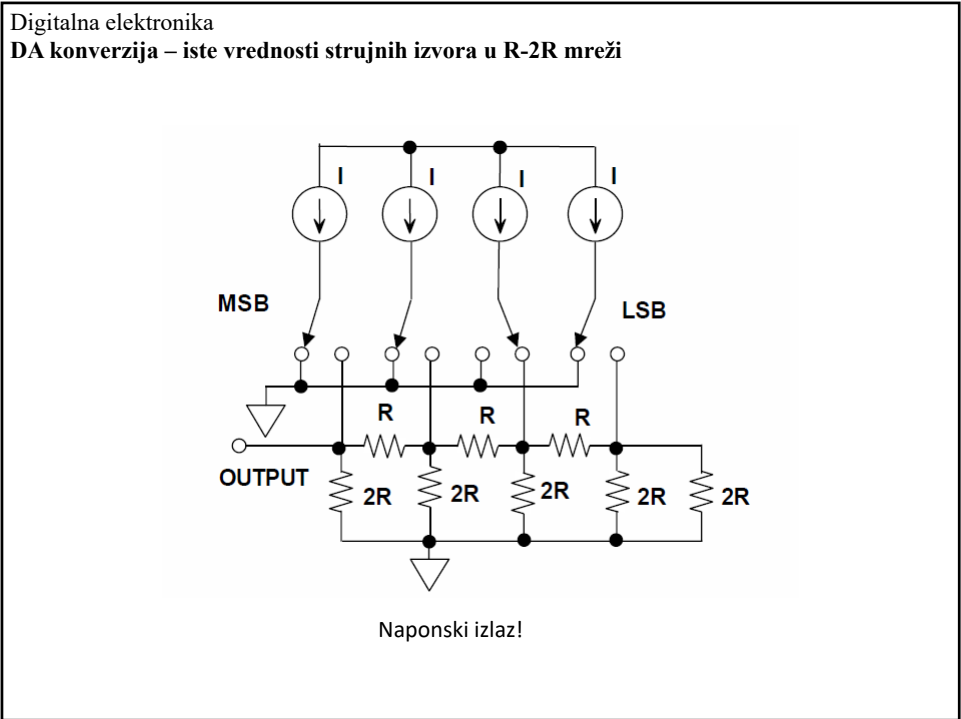 Digitalna elektronika
DA konverzija – iste vrednosti strujnih izvora u R-2R mreži
I I I I
MSB
LSB
R R R
OUTPUT
2R 2R 2R 2R 2R
Naponski izlaz!